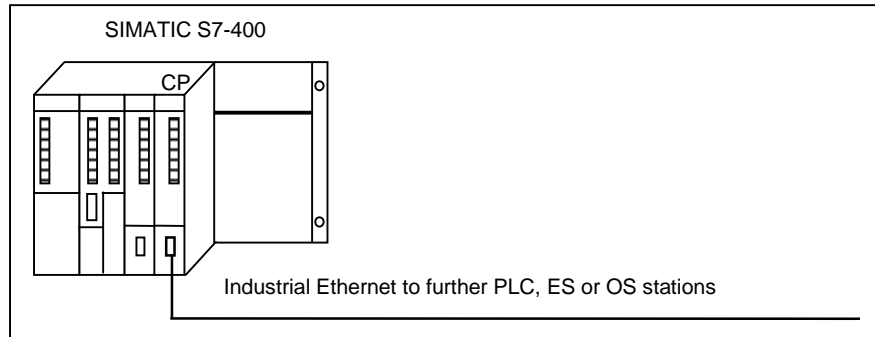 SIMATIC S7-400
CP
Industrial Ethernet to further PLC, ES or OS stations